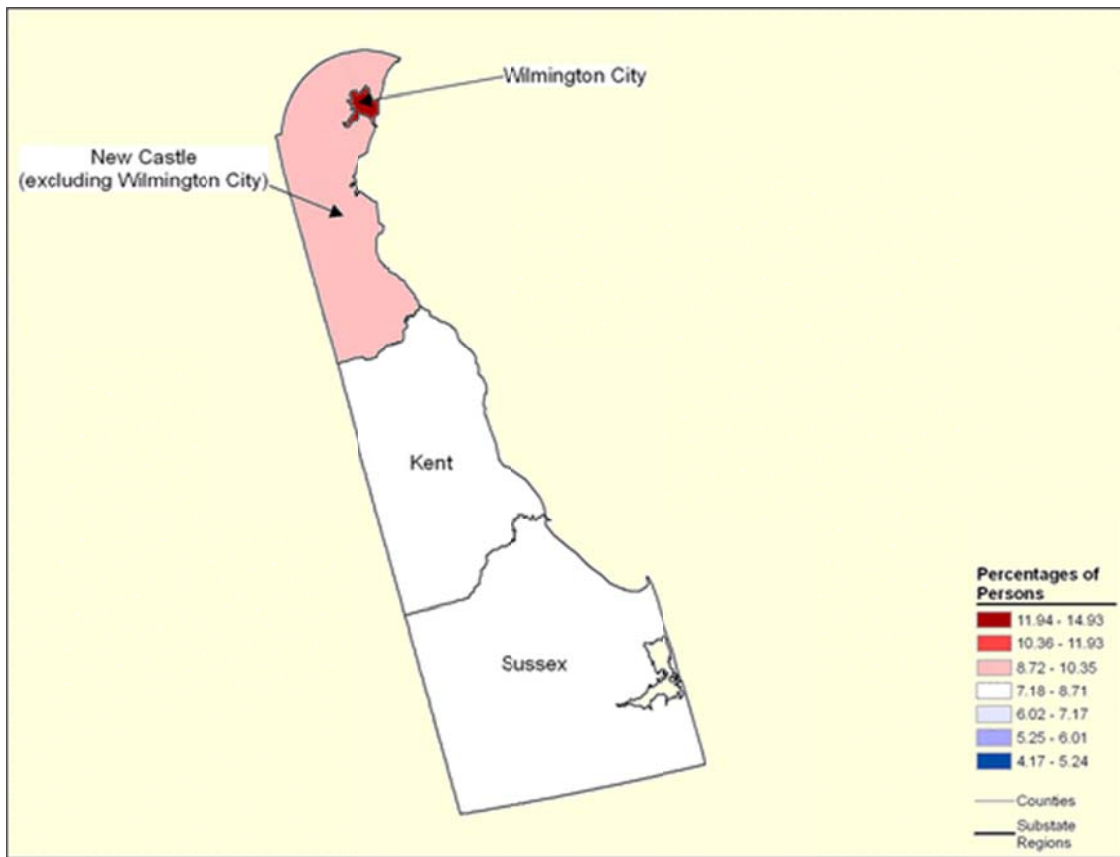 Wilmington City
New Castle
(excluding Wilmington City)
Kent
Sussex
Percentages of
Persons
11.94 - 14.93
10.36 - 11.93
8.72 - 10.35
7.18 - 8.71
6.02 - 7.17
5.25 - 6.01
4.17 - 5.24
Counties
Substate
Regions